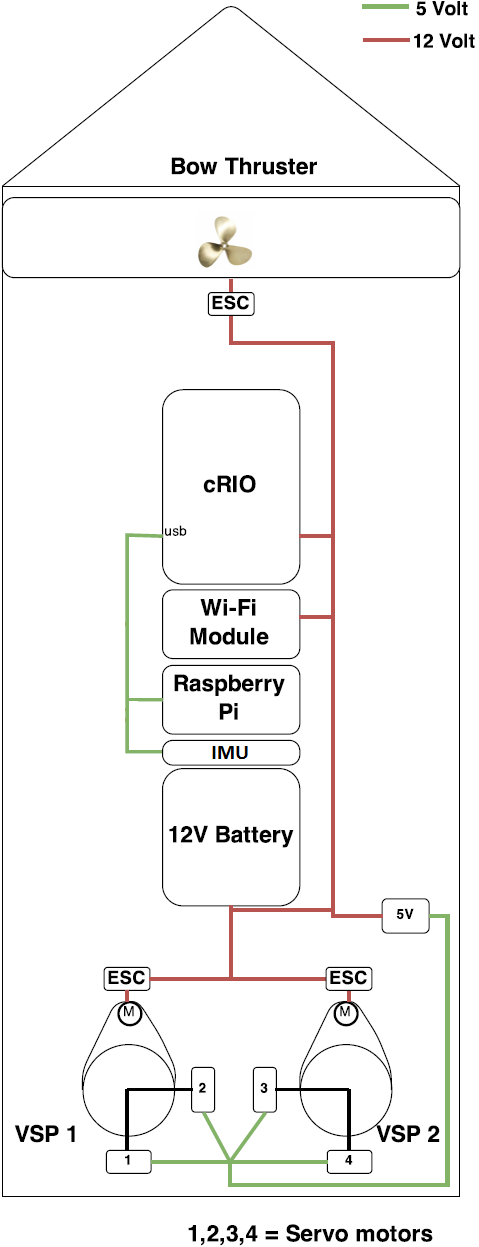 5 Volt
12 Volt
Bow Thruster
ESC
cRIO
usb
Wi-Fi
Module
Raspberry
Pi
IMU
12V Battery
5V
ESC
ESC
M
M
2
3
VSP 1
VSP 2
1
4
1,2,3,4 = Servo motors